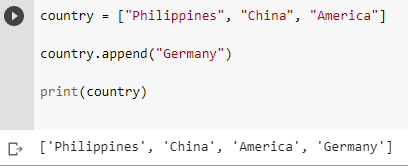 country = ["Philippines", "China", "America"]
country.append("Germany")
print(country)
['Philippines', 'China', 'America', 'Germany']